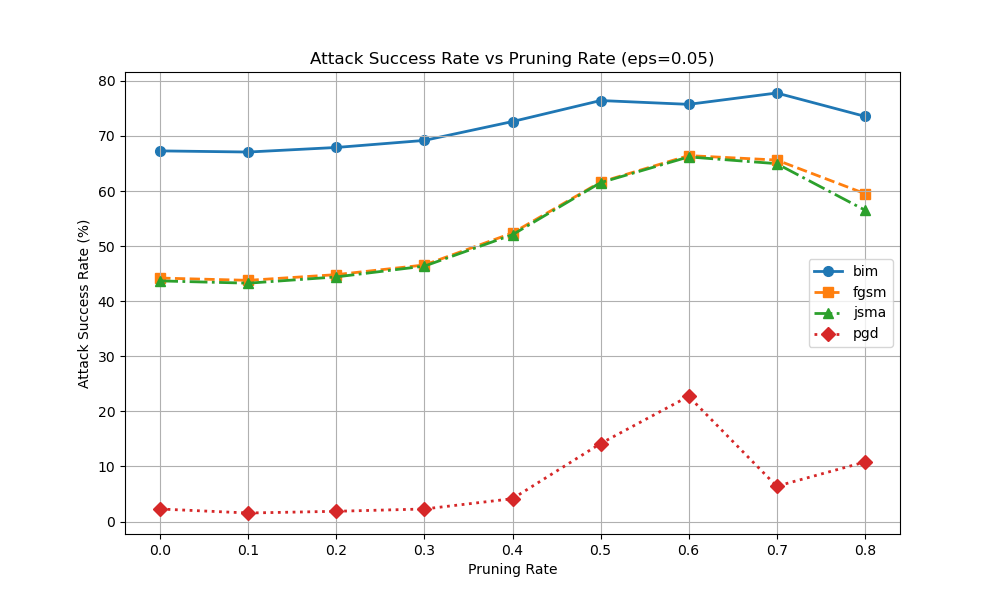 Attack Success Rate vs Pruning Rate (eps=0.05)
Attack Success Rate (%)
80
70
60
50
40
30
20
10
0
bim
fgsm
jsma
pgd
0.0 0.1 0.2 0.3 0.4 0.5 0.6 0.7 0.8
Pruning Rate